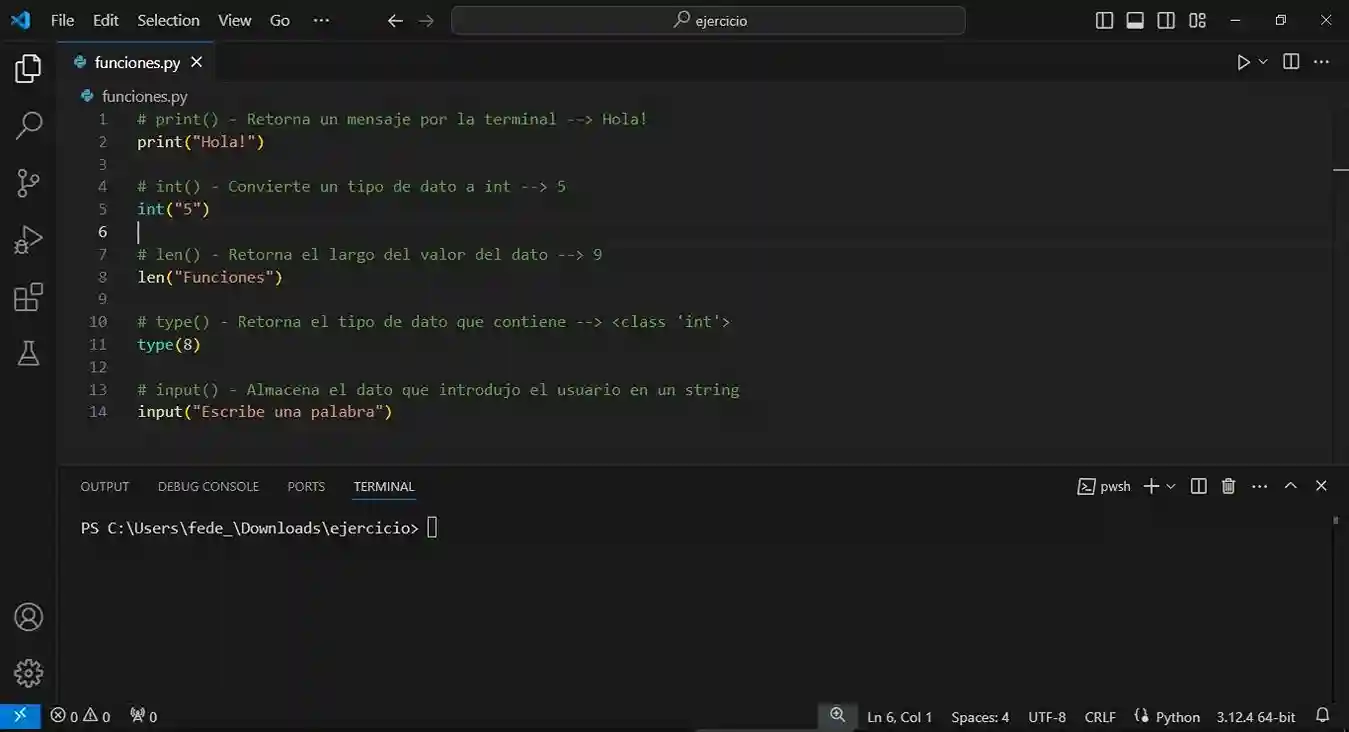 File Edit Selection View Go ···
ejercicio
funciones.py
funciones.py
1 # print() - Retorna un mensaje por la terminal --> Hola!
2 print("Hola!")
3
4 # int() - Convierte un tipo de dato a int --> 5
5 int("5")
6
7 # len() - Retorna el largo del valor del dato --> 9
8 len("Funciones")
9
10 # type() - Retorna el tipo de dato que contiene --> <class 'int'>
11 type(8)
12
13 # input() - Almacena el dato que introdujo el usuario en un string
14 input("Escribe una palabra")
OUTPUT DEBUG CONSOLE PORTS TERMINAL
pwsh
PS C:\Users\fede_\Downloads\ejercicio>
0 0 0 Ln 6, Col 1 Spaces: 4 UTF-8 CRLF Python 3.12.4 64-bit